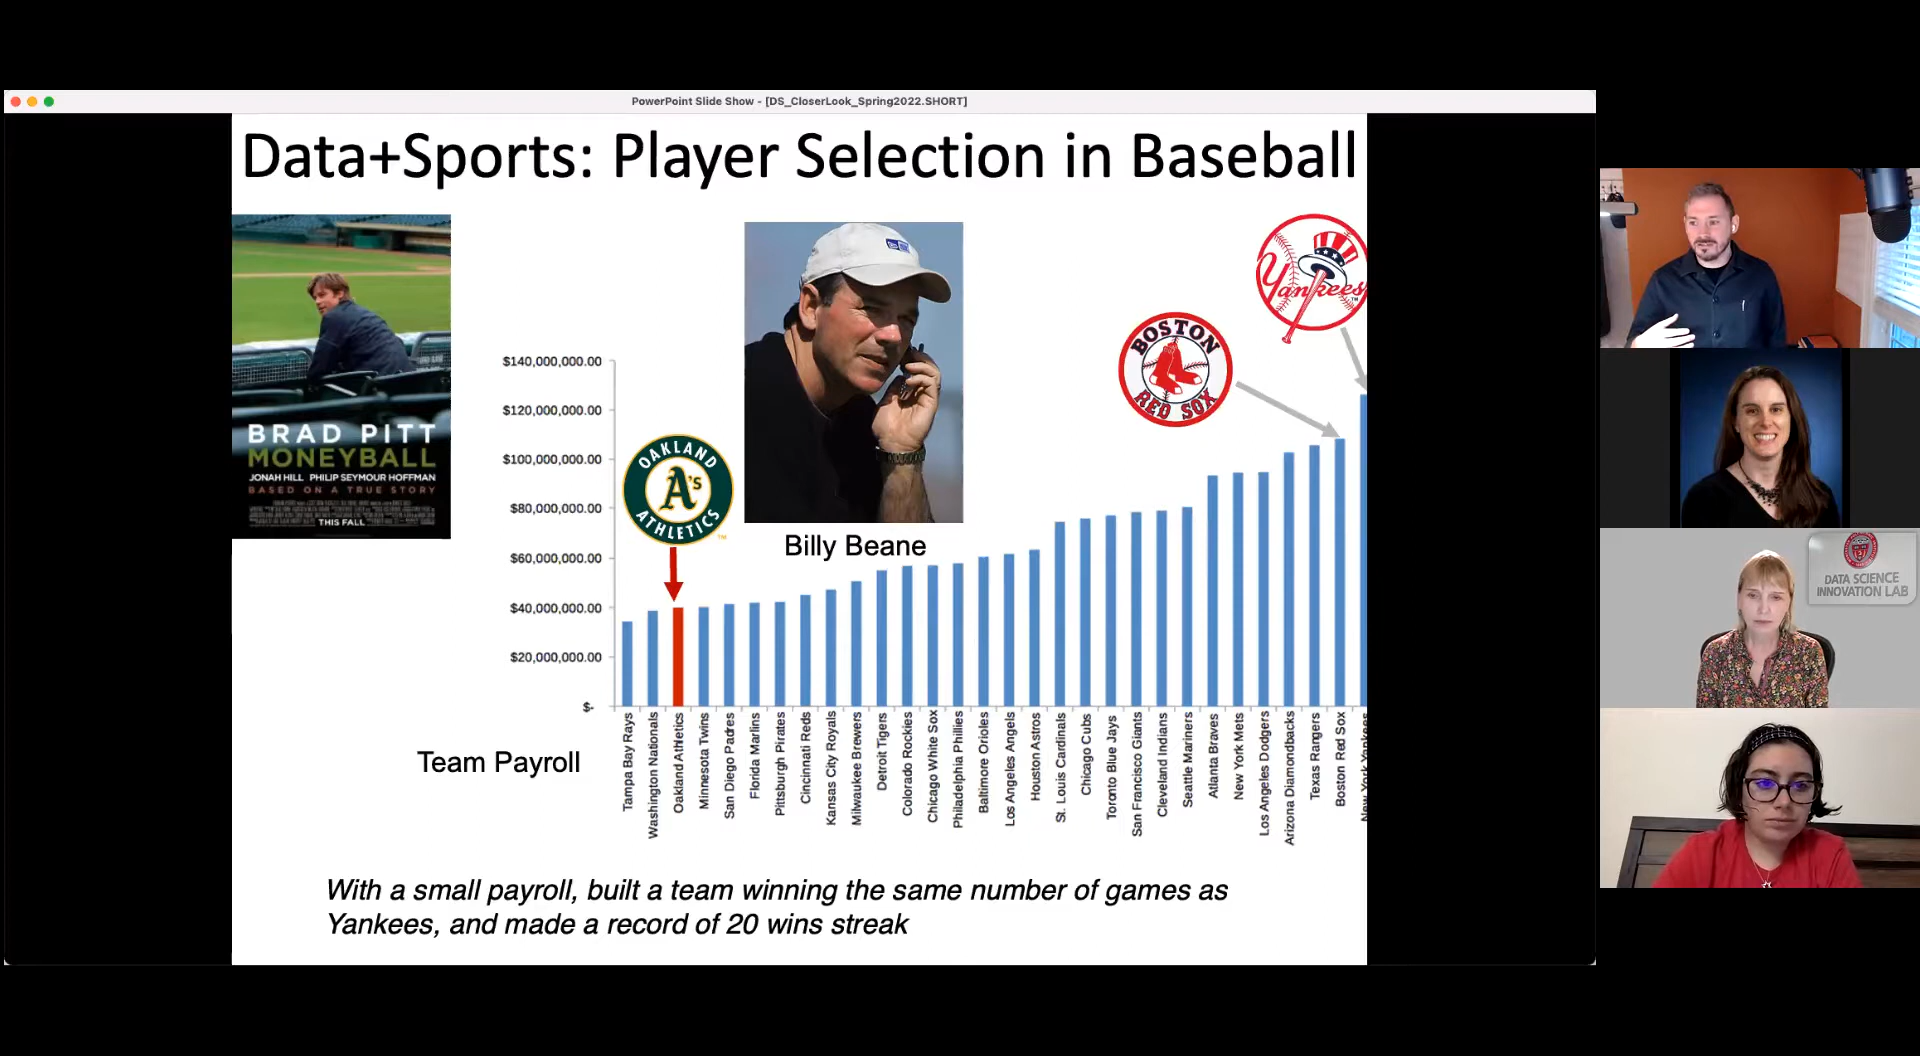 PowerPoint Slide Show - [DS_CloserLook_Spring2022.SHORT]
Data+Sports: Player Selection in Baseball
BRAD PITT
MONEYBALL
JONAH HILL PHILIP SEYMOUR HOFFMAN
BASED ON A TRUE STORY
THIS FALL
OAKLAND
A's
ATHLETICS
TM
Billy Beane
BOSTON
RED SOX
Yankees
TM
$140,000,000.00
$120,000,000.00
$100,000,000.00
$80,000,000.00
$60,000,000.00
$40,000,000.00
$20,000,000.00
$-
Team Payroll
Tampa Bay Rays
Washington Nationals
Oakland Athletics
Minnesota Twins
San Diego Padres
Florida Marlins
Pittsburgh Pirates
Cincinnati Reds
Kansas City Royals
Milwaukee Brewers
Detroit Tigers
Colorado Rockies
Chicago White Sox
Philadelphia Phillies
Baltimore Orioles
Los Angeles Angels
Houston Astros
St. Louis Cardinals
Chicago Cubs
Toronto Blue Jays
San Francisco Giants
Cleveland Indians
Seattle Mariners
Atlanta Braves
New York Mets
Los Angeles Dodgers
Arizona Diamondbacks
Texas Rangers
Boston Red Sox
New York Yankees
With a small payroll, built a team winning the same number of games as
Yankees, and made a record of 20 wins streak
DATA SCIENCE
INNOVATION LAB